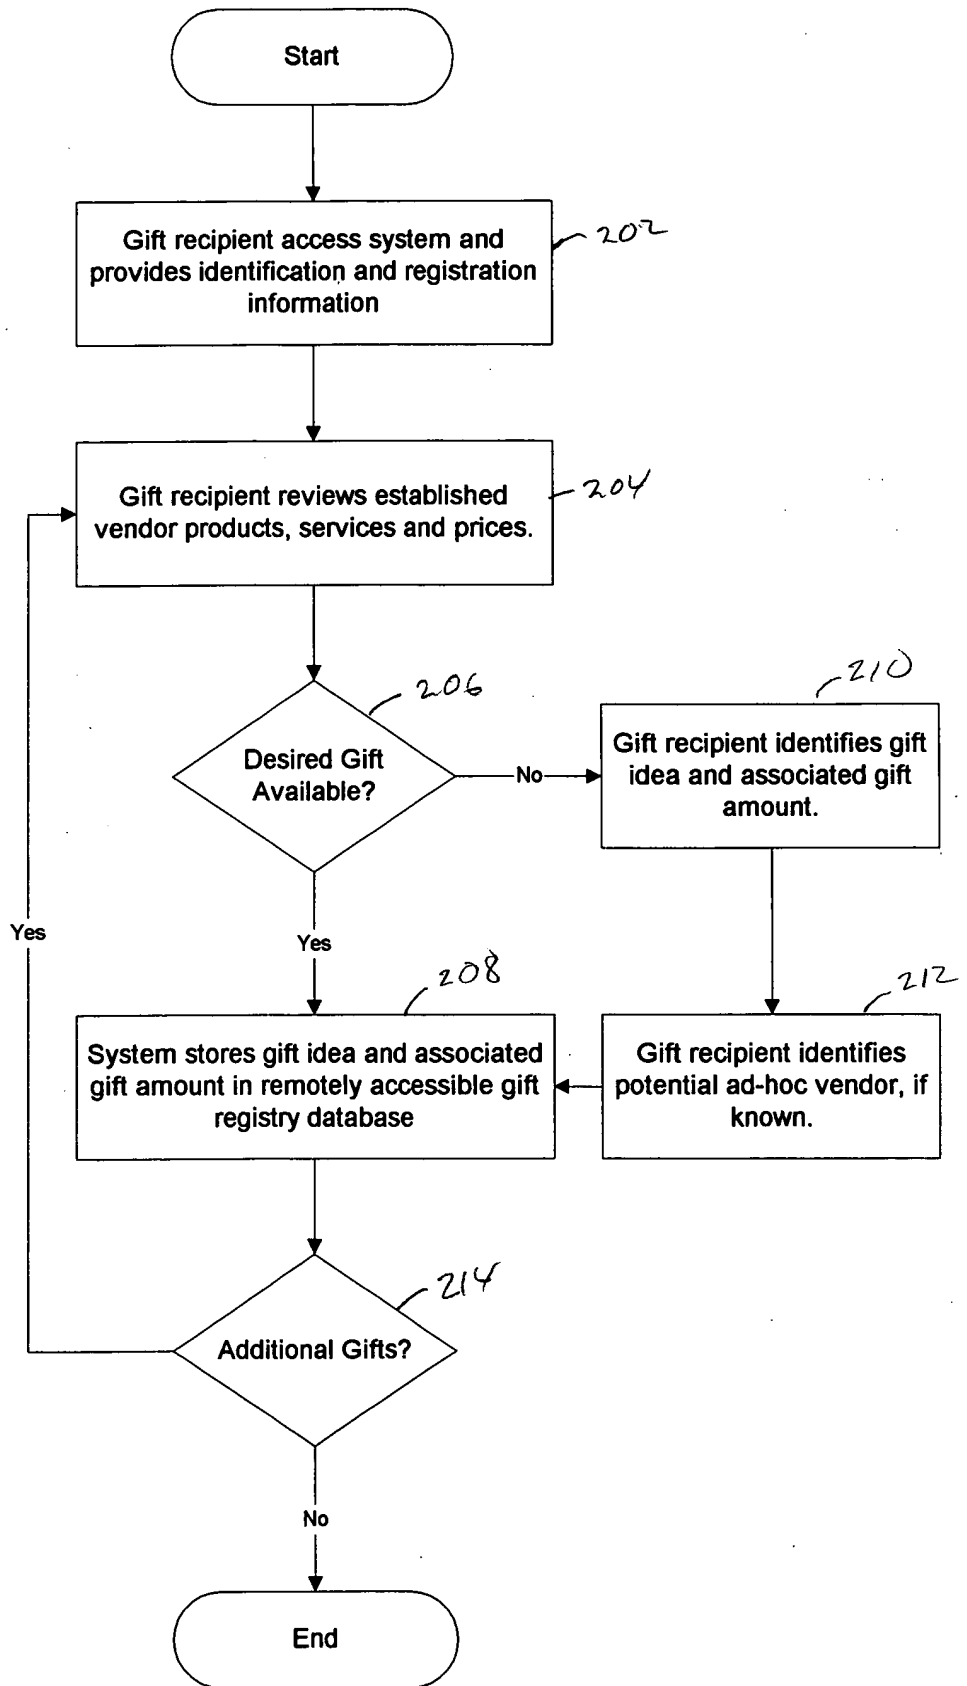 Start
Gift recipient access system and
provides identification and registration
information
202
Gift recipient reviews established
vendor products, services and prices.
204
206
Desired Gift
Available?
No
210
Gift recipient identifies gift
idea and associated gift
amount.
Yes
Yes
208
System stores gift idea and associated
gift amount in remotely accessible gift
registry database
212
Gift recipient identifies
potential ad-hoc vendor, if
known.
214
Additional Gifts?
No
End